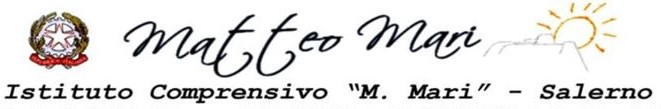 Matteo Mari
Istituto Comprensivo “M. Mari” - Salerno